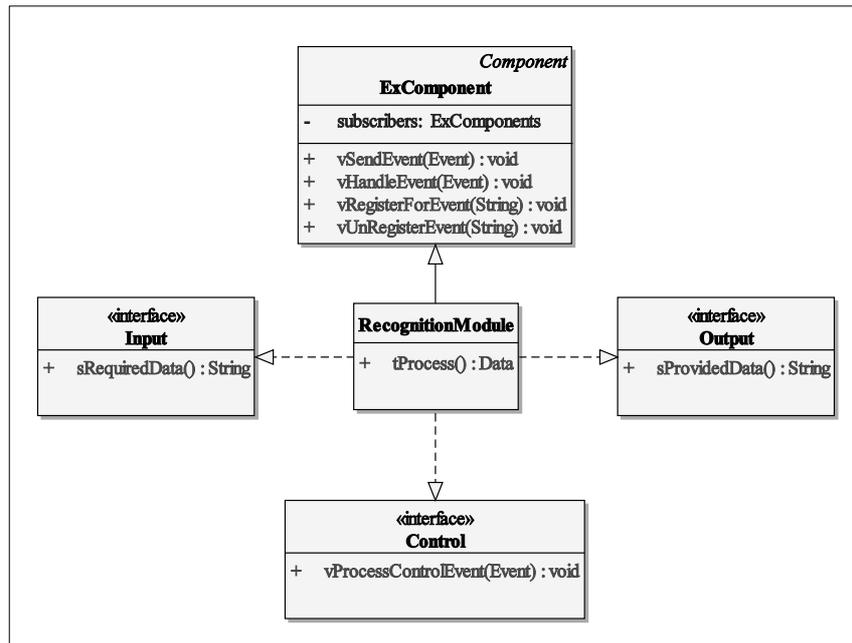 Component
ExComponent
- subscribers: ExComponents
+ vSendEvent(Event) : void
+ vHandleEvent(Event) : void
+ vRegisterForEvent(String) : void
+ vUnRegisterEvent(String) : void
«interface»
Input
+ sRequiredData() : String
RecognitionModule
+ tProcess() : Data
«interface»
Output
+ sProvidedData() : String
«interface»
Control
+ vProcessControlEvent(Event) : void